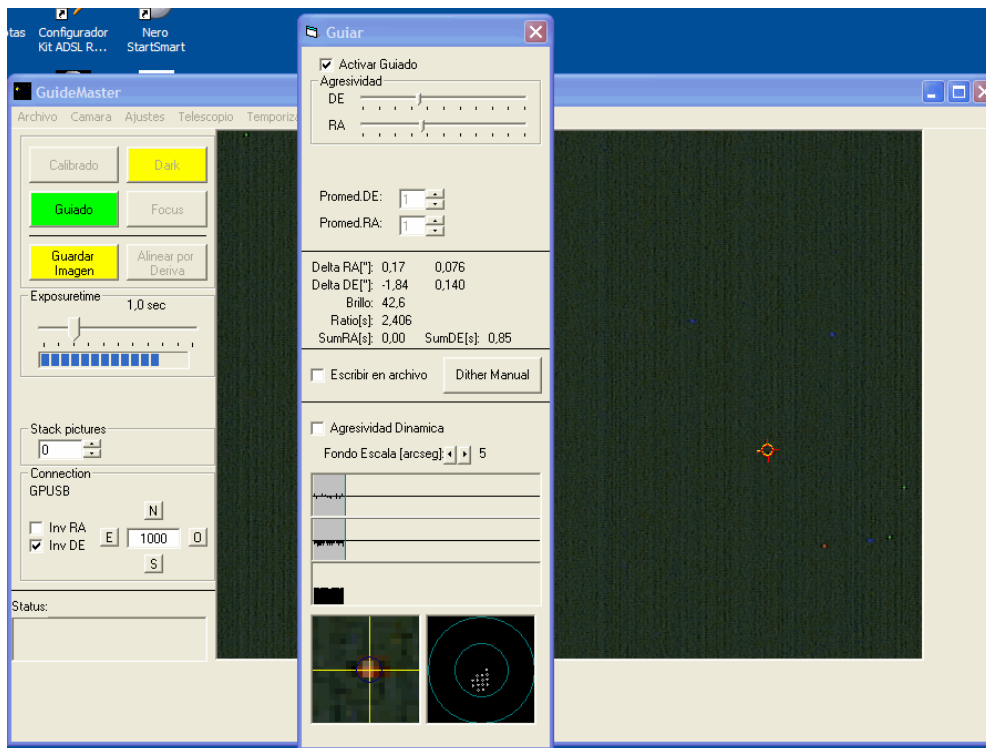 tas Configurador Nero
Kit ADSL R... StartSmart
Guiar
Activar Guiado
Agresividad
DE
RA
Promed.DE: 1
Promed.RA: 1
Delta RA["]: 0,17 0,076
Delta DE["]: -1,84 0,140
Brillo: 42,6
Ratio[s]: 2,406
SumRA[s]: 0,00 SumDE[s]: 0,85
Escribir en archivo Dither Manual
Agresividad Dinamica
Fondo Escala [arcseg]: 5
GuideMaster
Archivo Camara Ajustes Telescopio Temporiz
Calibrado Dark
Guiado Focus
Guardar Alinear por
Imagen Deriva
Exposuretime 1,0 sec
Stack pictures
0
Connection
GPUSB
N
Inv RA
Inv DE E 1000 O
S
Status: